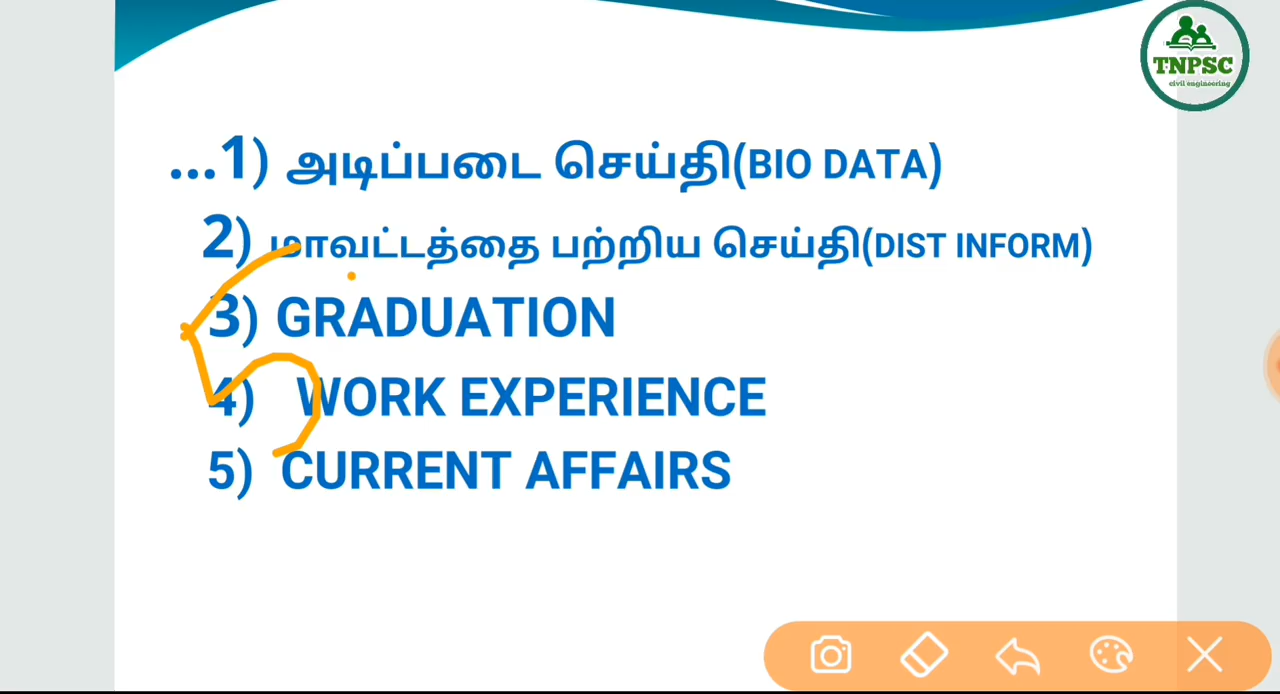 TNPSC
civil engineering
...1) அடிப்படை செய்தி(BIO DATA)
2) மாவட்டத்தை பற்றிய செய்தி(DIST INFORM)
3) GRADUATION
4) WORK EXPERIENCE
5) CURRENT AFFAIRS